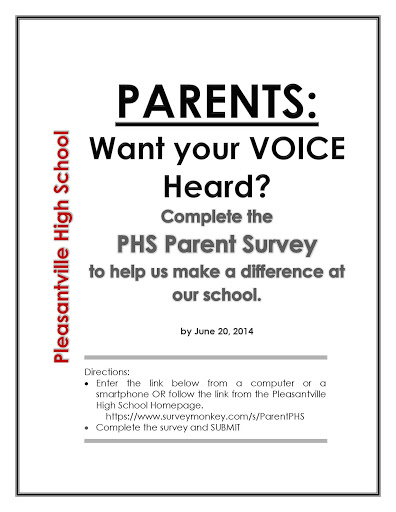 Pleasantville High School
PARENTS:
Want your VOICE
Heard?
Complete the
PHS Parent Survey
to help us make a difference at
our school.
by June 20, 2014
Directions:
• Enter the link below from a computer or a
smartphone OR follow the link from the Pleasantville
High School Homepage.
https://www.surveymonkey.com/s/ParentPHS
• Complete the survey and SUBMIT